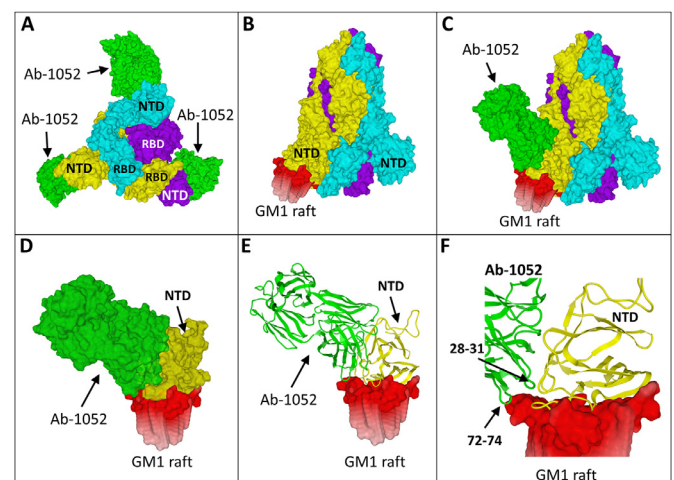 A
Ab-1052
NTD
Ab-1052
Ab-1052
RBD
NTD
RBD
RBD
NTD
B
NTD
NTD
GM1 raft
C
Ab-1052
GM1 raft
D
NTD
Ab-1052
GM1 raft
E
NTD
Ab-1052
GM1 raft
F
Ab-1052
NTD
28-31
72-74
GM1 raft